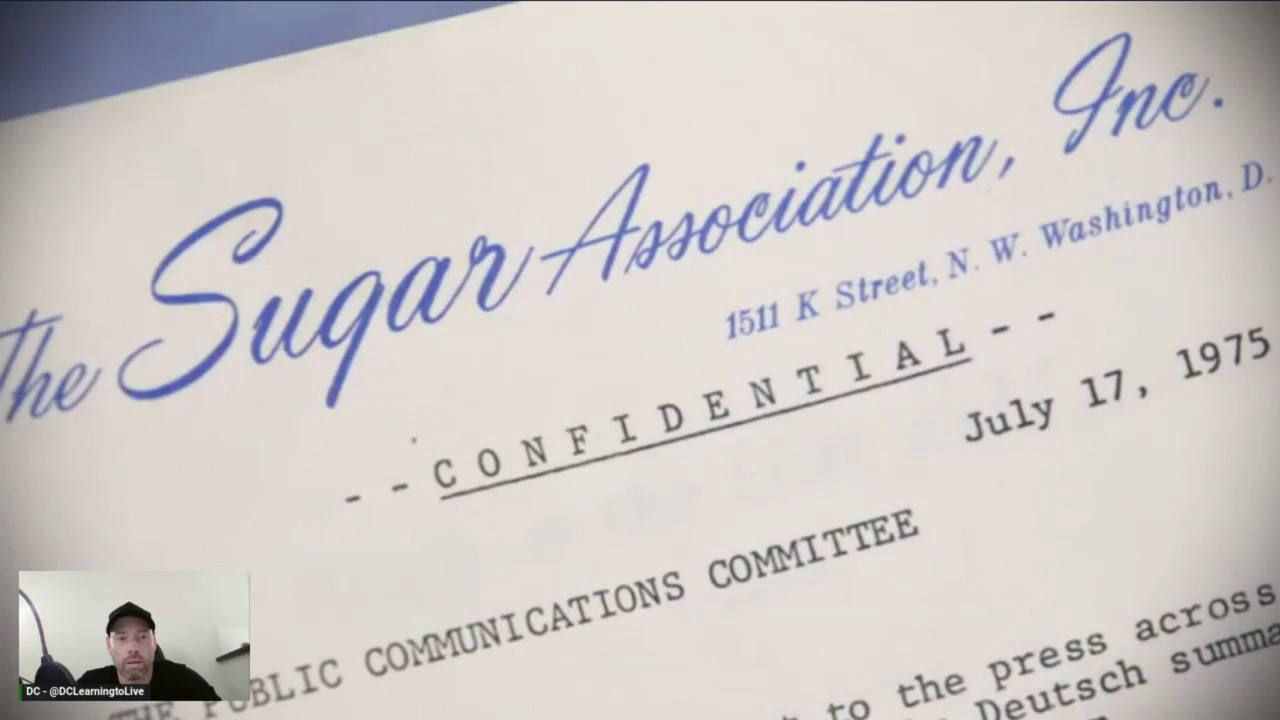 The Sugar Association, Inc.
1511 K Street, N. W. Washington, D.
--CONFIDENTIAL--
July 17, 1975
THE PUBLIC COMMUNICATIONS COMMITTEE
to the press across
Deutsch summa
DC - @DCLearningtoLive